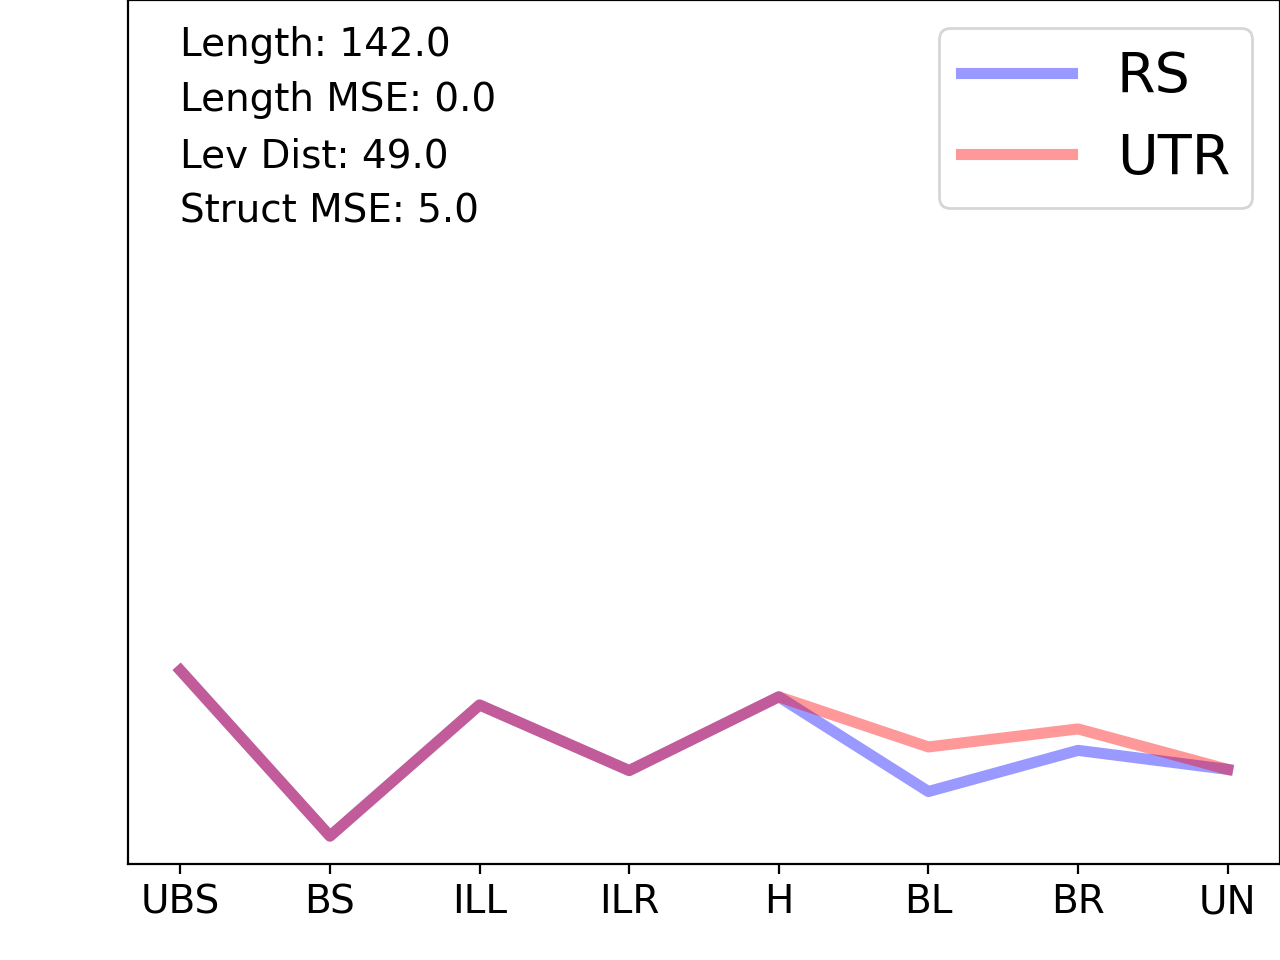 Length: 142.0
Length MSE: 0.0
Lev Dist: 49.0
Struct MSE: 5.0
RS
UTR
UBS BS ILL ILR H BL BR UN